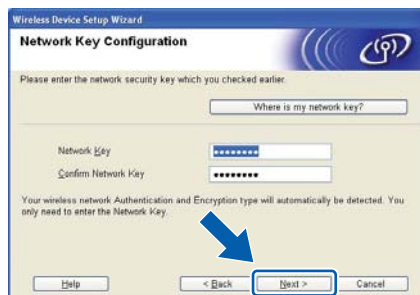 Wireless Device Setup Wizard
Network Key Configuration
Please enter the network security key which you checked earlier.
Where is my network key?
Network Key
Confirm Network Key
Your wireless network Authentication and Encryption type will automatically be detected. You
only need to enter the Network Key.
Help
< Back
Next >
Cancel